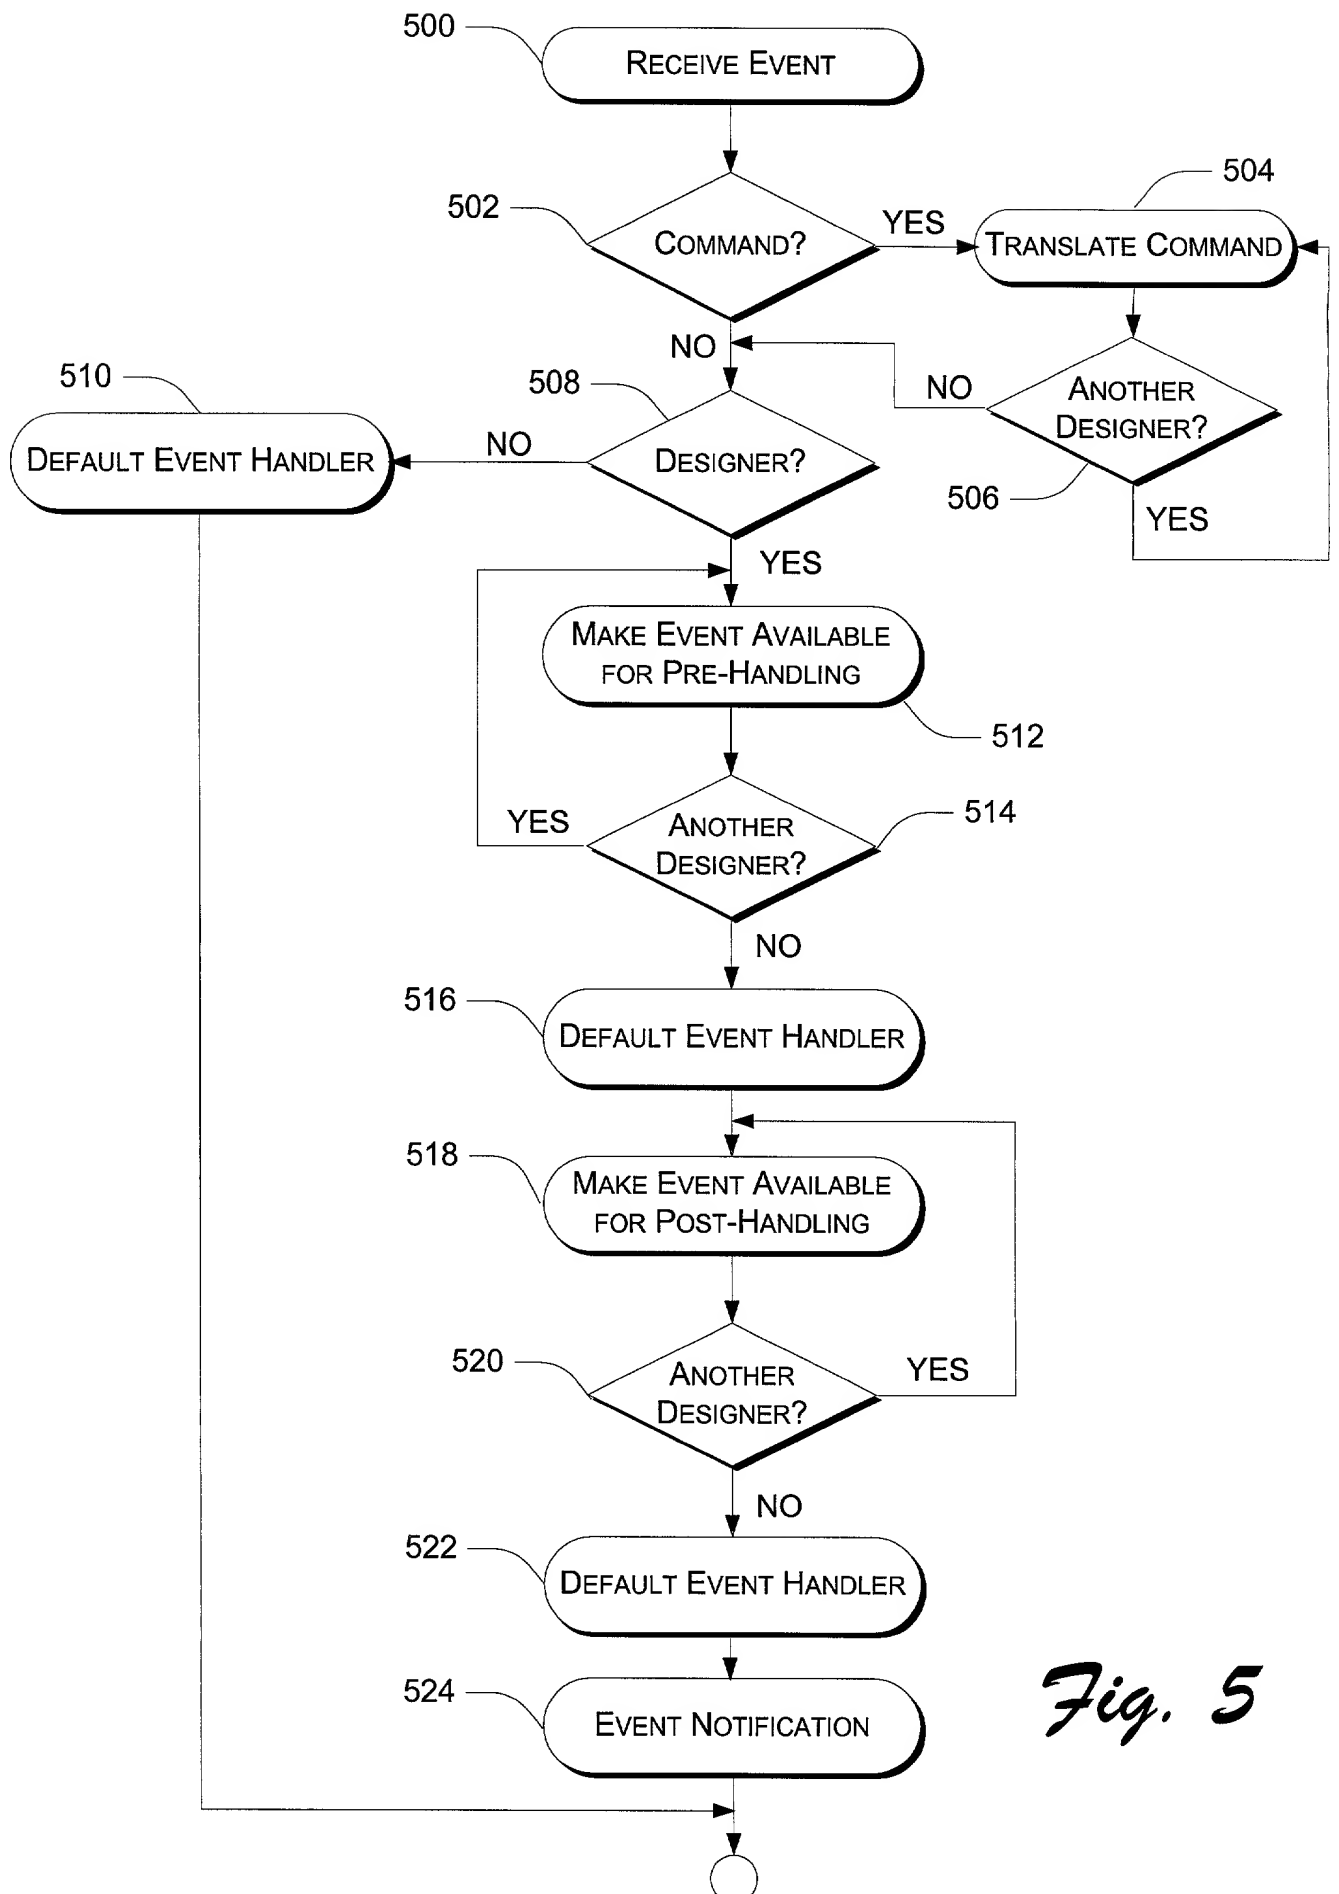 500
RECEIVE EVENT
502
COMMAND?
YES
504
TRANSLATE COMMAND
NO
510
508
NO
ANOTHER
DESIGNER?
DEFAULT EVENT HANDLER
NO
DESIGNER?
506
YES
YES
MAKE EVENT AVAILABLE
FOR PRE-HANDLING
512
YES
ANOTHER
DESIGNER?
514
NO
516
DEFAULT EVENT HANDLER
518
MAKE EVENT AVAILABLE
FOR POST-HANDLING
520
ANOTHER
DESIGNER?
YES
NO
522
DEFAULT EVENT HANDLER
524
EVENT NOTIFICATION
Fig. 5